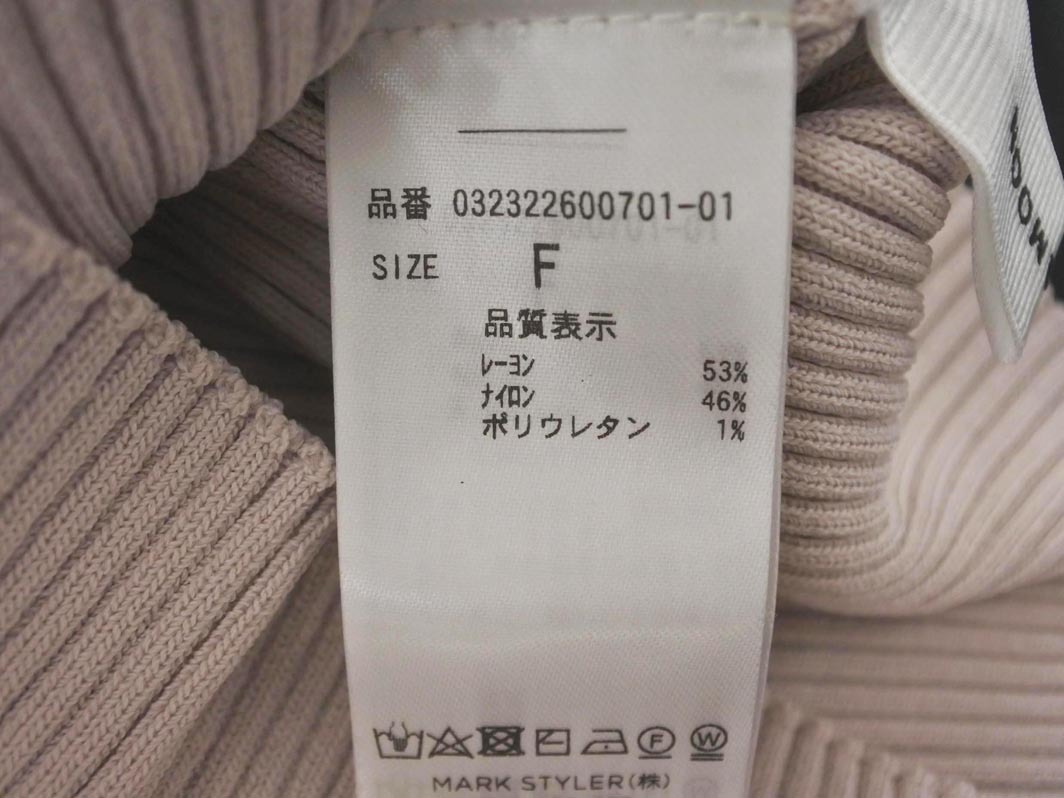 品番 032322600701-01
SIZE F
品質表示
ﾚｰﾖﾝ 53%
ﾅｲﾛﾝ 46%
ポリウレタン 1%
F W
MARK STYLER(株)